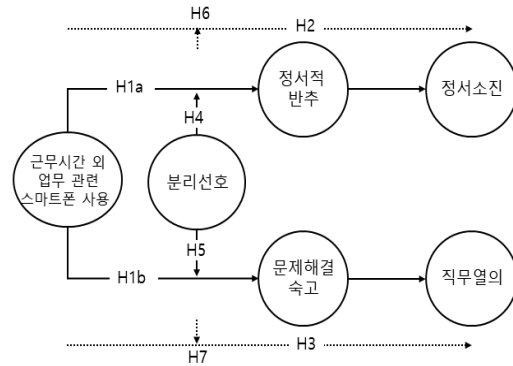 H6
H2
H1a
정서적
반추
정서소진
H4
근무시간 외
업무 관련
스마트폰 사용
분리선호
H5
H1b
문제해결
숙고
직무열의
H7
H3